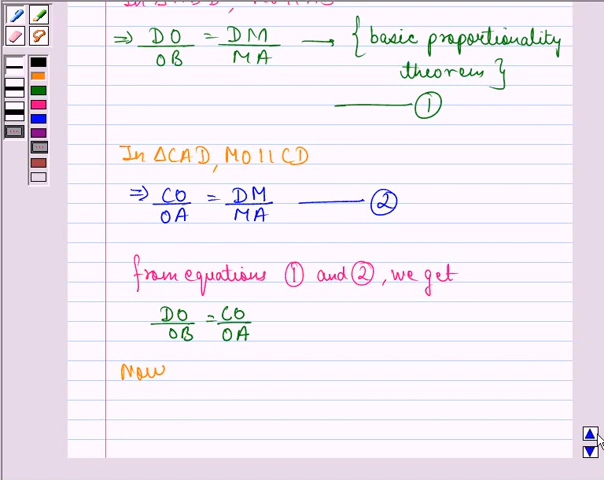 ⇒ DO/OB = DM/MA → {basic proportionality
theorem}
①
In ΔCAD, MO||CD
⇒ CO/OA = DM/MA ②
from equations ① and ②, we get
DO/OB = CO/OA
Now